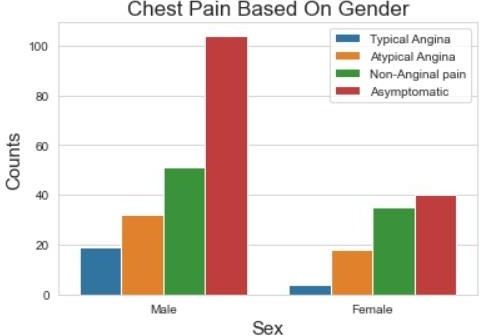 Chest Pain Based On Gender
Counts
100
80
60
40
20
0
Typical Angina
Atypical Angina
Non-Anginal pain
Asymptomatic
Male
Female
Sex